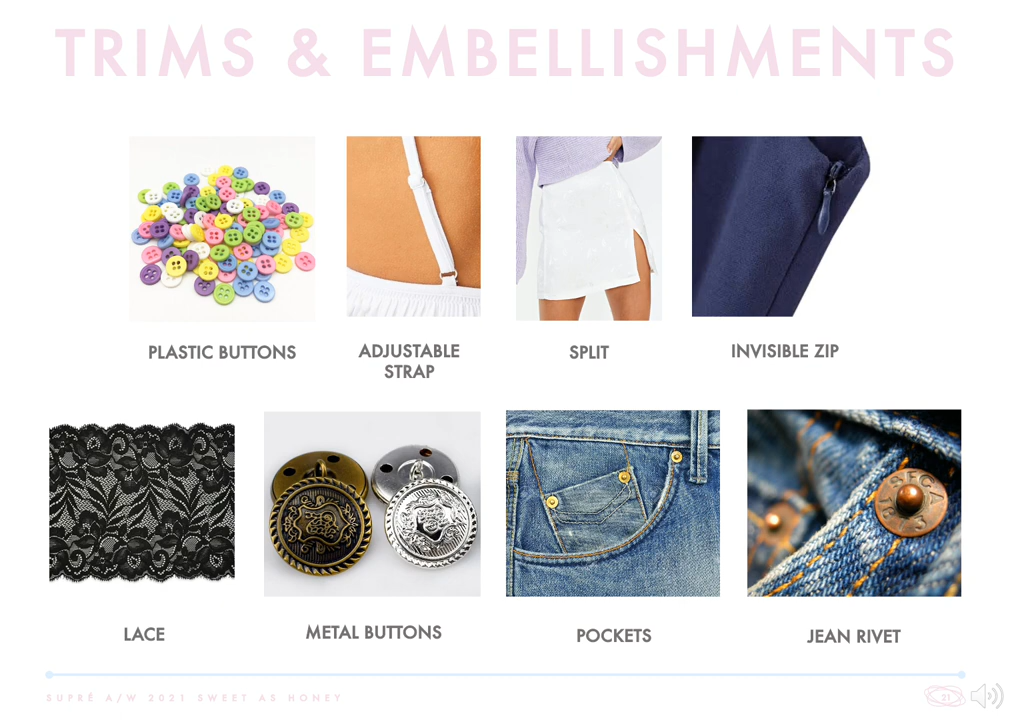 TRIMS & EMBELLISHMENTS
PLASTIC BUTTONS
ADJUSTABLE
STRAP
SPLIT
INVISIBLE ZIP
LACE
METAL BUTTONS
POCKETS
JEAN RIVET
SUPRÉ A/W 2021 SWEET AS HONEY
21